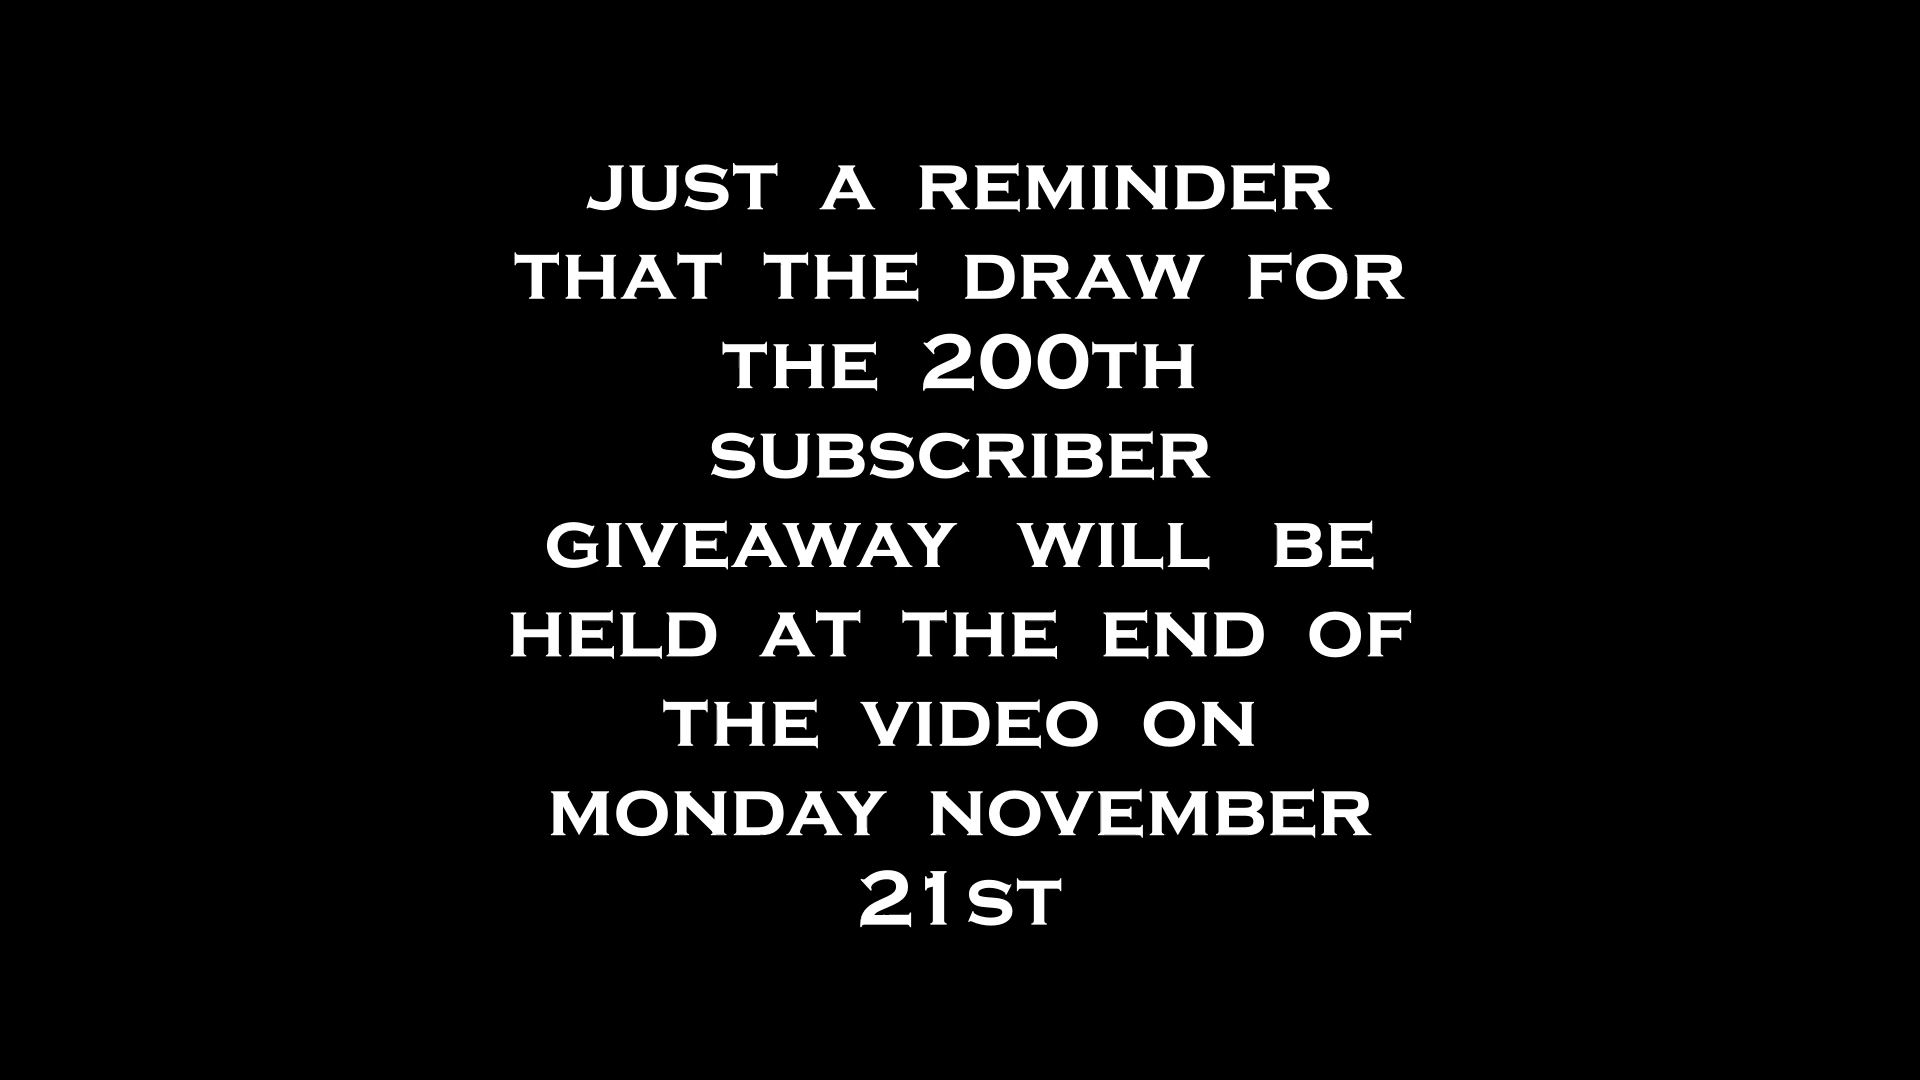 JUST A REMINDER
THAT THE DRAW FOR
THE 200TH
SUBSCRIBER
GIVEAWAY WILL BE
HELD AT THE END OF
THE VIDEO ON
MONDAY NOVEMBER
21ST